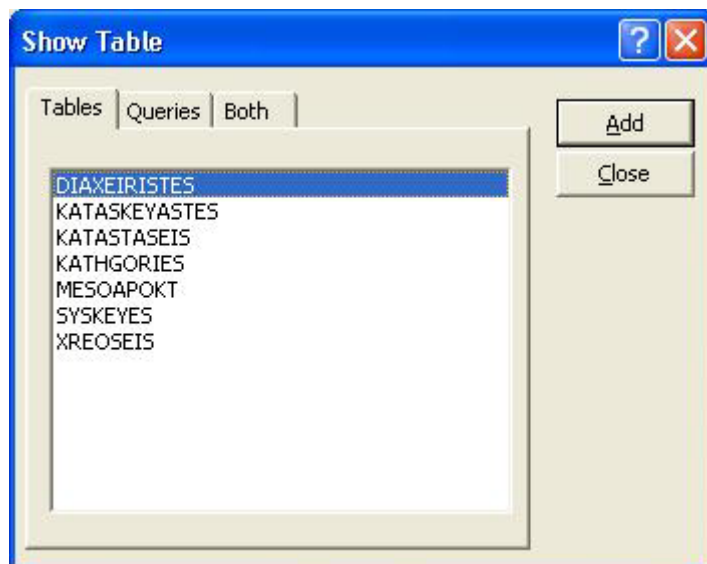 Show Table
Tables Queries Both
Add
Close
DIAXEIRISTES
KATASKEYASTES
KATASTASEIS
KATHGORIES
MESOAPOKT
SYSKEYES
XREOSEIS